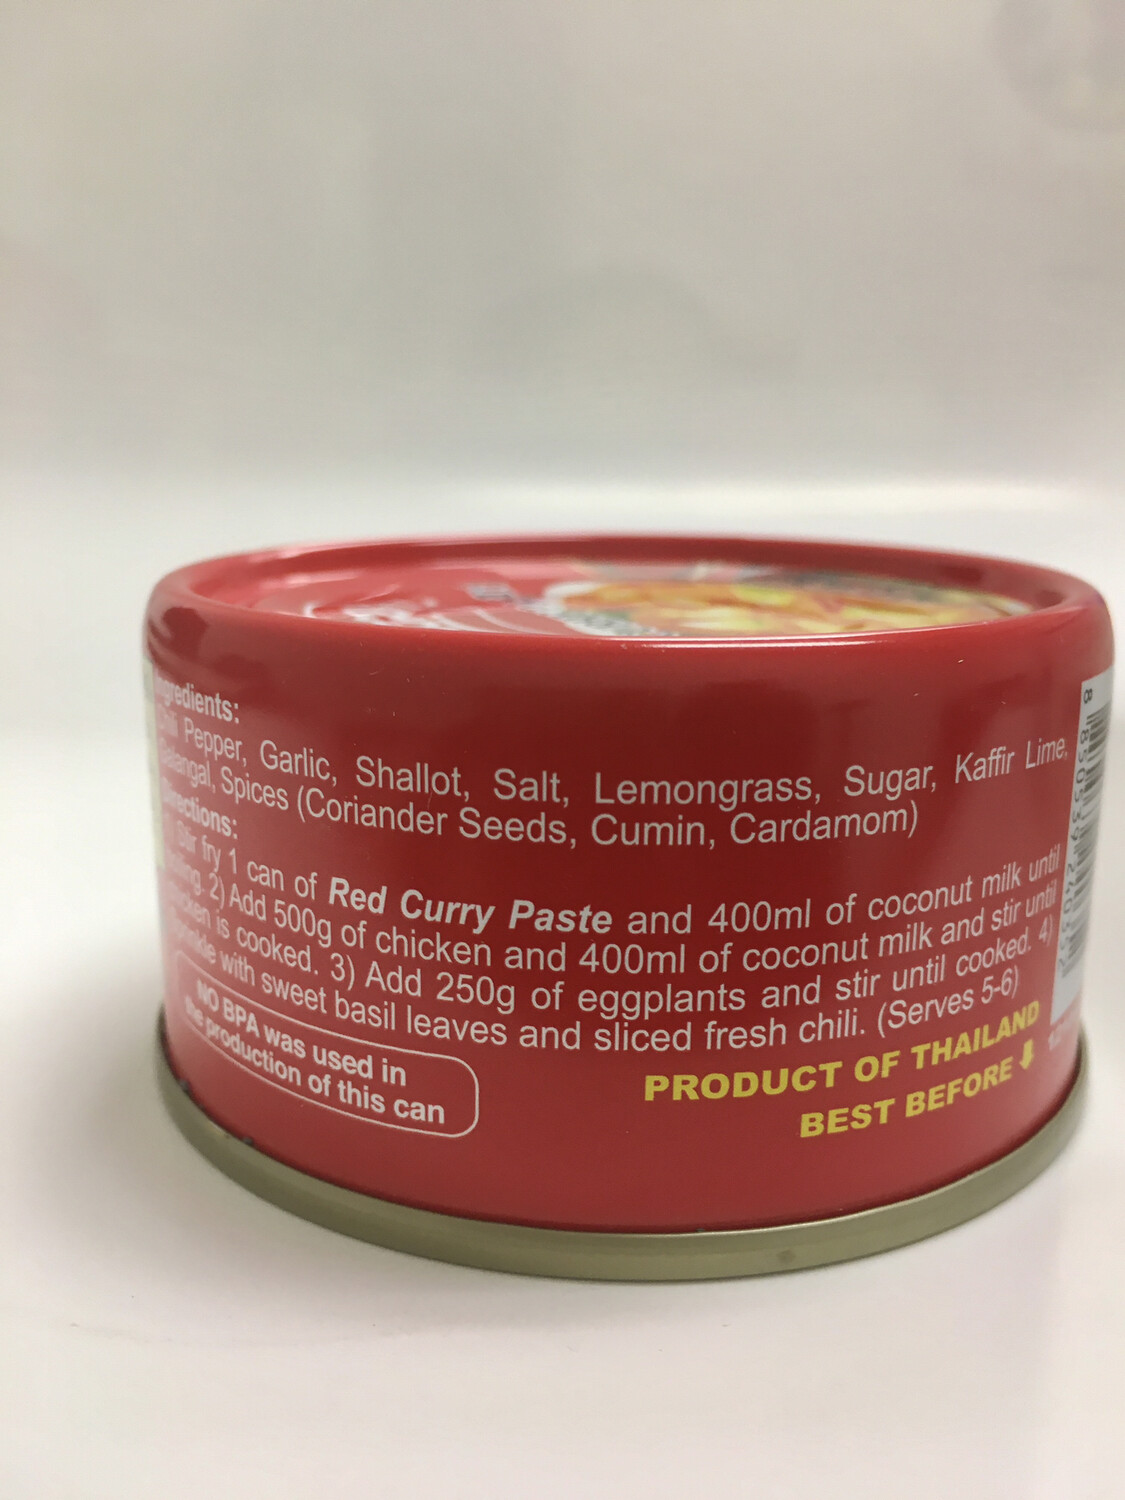 Ingredients:
Chili Pepper, Garlic, Shallot, Salt, Lemongrass, Sugar, Kaffir Lime,
Galangal, Spices (Coriander Seeds, Cumin, Cardamom)
Directions:
Stir fry 1 can of Red Curry Paste and 400ml of coconut milk until
2) Add 500g of chicken and 400ml of coconut milk and stir until
chicken is cooked. 3) Add 250g of eggplants and stir until cooked. 4)
Sprinkle with sweet basil leaves and sliced fresh chili. (Serves 5-6)
NO BPA was used in
the production of this can
PRODUCT OF THAILAND
BEST BEFORE